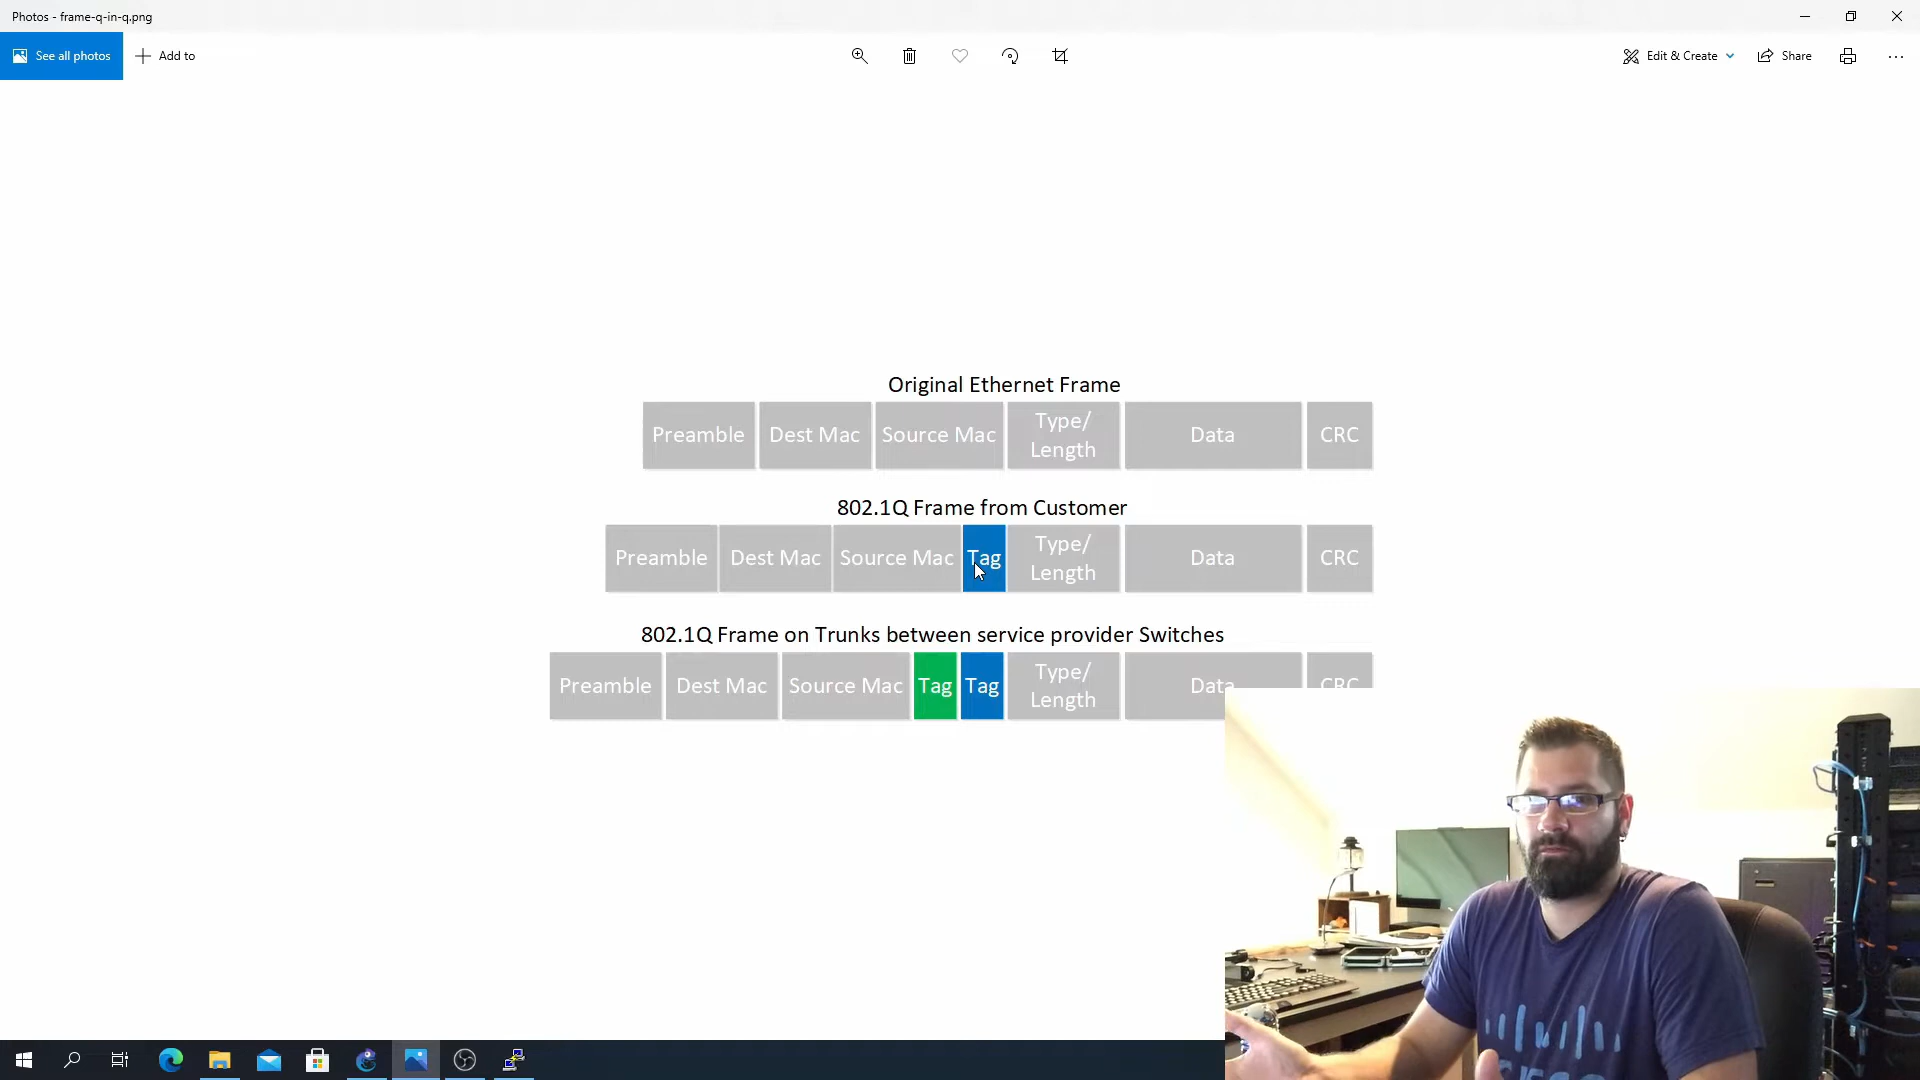 Photos - frame-q-in-q.png
See all photos
Add to
Edit & Create
Share
Original Ethernet Frame
Preamble Dest Mac Source Mac Type/ Length Data CRC
802.1Q Frame from Customer
Preamble Dest Mac Source Mac Tag Type/ Length Data CRC
802.1Q Frame on Trunks between service provider Switches
Preamble Dest Mac Source Mac Tag Tag Type/ Length Data CRC